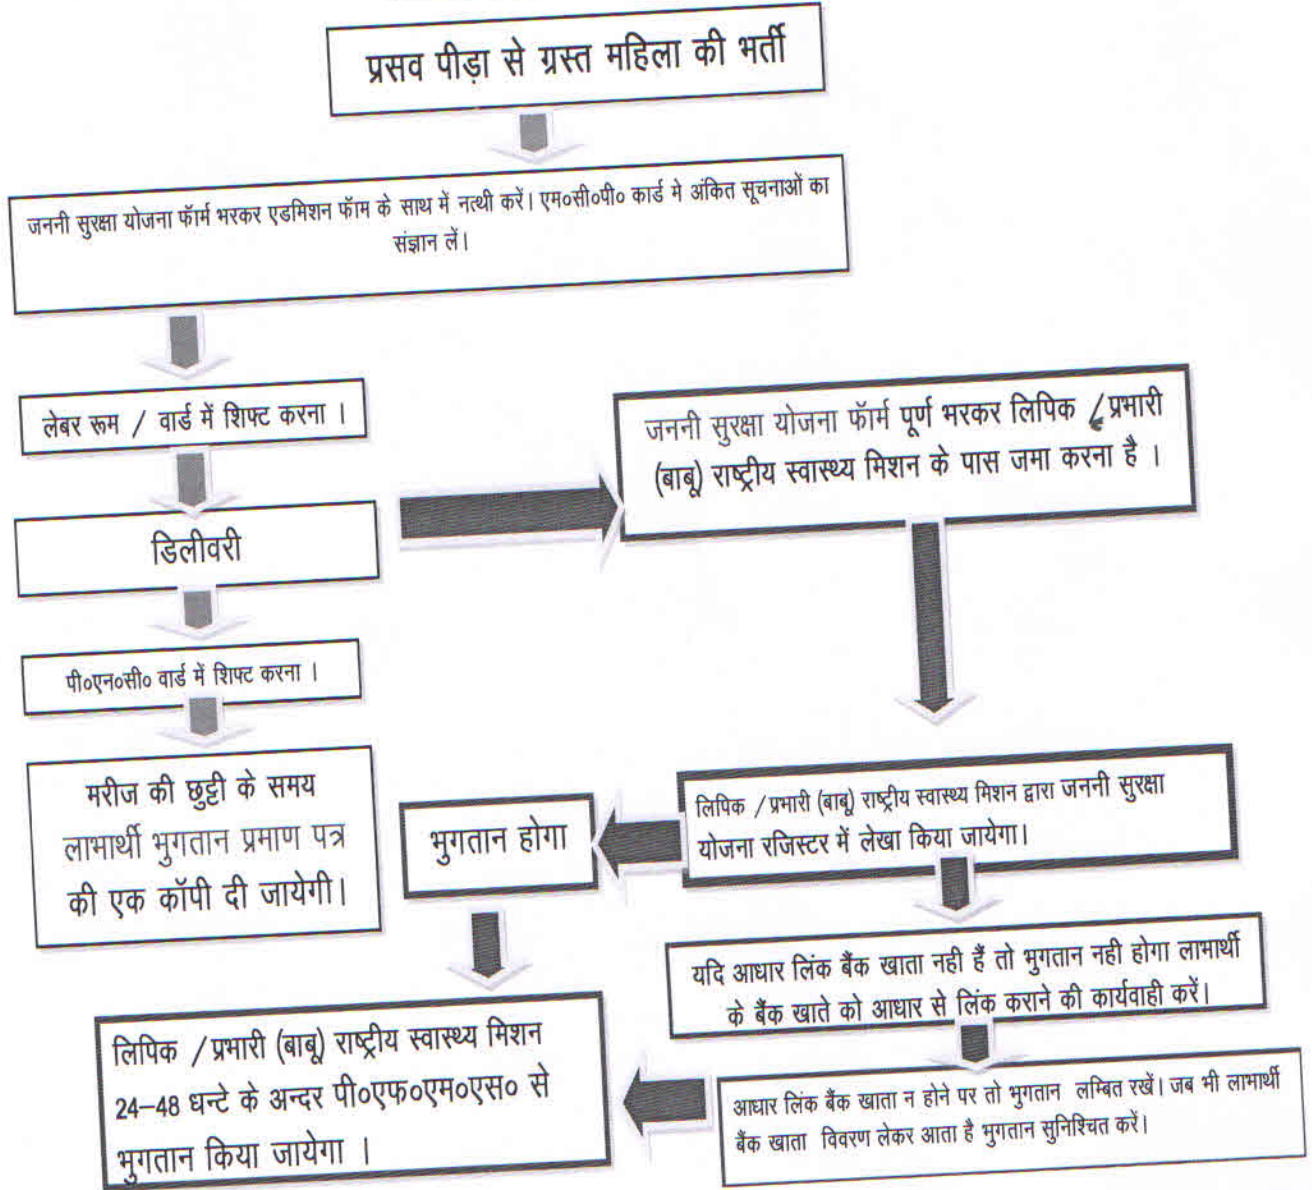 प्रसव पीड़ा से ग्रस्त महिला की भर्ती
जननी सुरक्षा योजना फॅार्म भरकर एडमिशन फॅाम के साथ में नत्थी करें। एम०सी०पी० कार्ड मे अंकित सूचनाओं का
संज्ञान लें।
लेबर रूम / वार्ड में शिफ्ट करना ।
डिलीवरी
पी०एन०सी० वार्ड में शिफ्ट करना ।
मरीज की छुट्टी के समय
लाभार्थी भुगतान प्रमाण पत्र
की एक कॉपी दी जायेगी।
जननी सुरक्षा योजना फॅार्म पूर्ण भरकर लिपिक / प्रभारी
(बाबू) राष्ट्रीय स्वास्थ्य मिशन के पास जमा करना है ।
लिपिक / प्रभारी (बाबू) राष्ट्रीय स्वास्थ्य मिशन द्वारा जननी सुरक्षा
योजना रजिस्टर में लेखा किया जायेगा।
भुगतान होगा
यदि आधार लिंक बैंक खाता नही हैं तो भुगतान नही होगा लाभार्थी
के बैंक खाते को आधार से लिंक कराने की कार्यवाही करें।
आधार लिंक बैंक खाता न होने पर तो भुगतान लम्बित रखें। जब भी लाभार्थी
बैंक खाता विवरण लेकर आता है भुगतान सुनिश्चित करें।
लिपिक / प्रभारी (बाबू) राष्ट्रीय स्वास्थ्य मिशन
24–48 धन्टे के अन्दर पी०एफ०एम०एस० से
भुगतान किया जायेगा ।